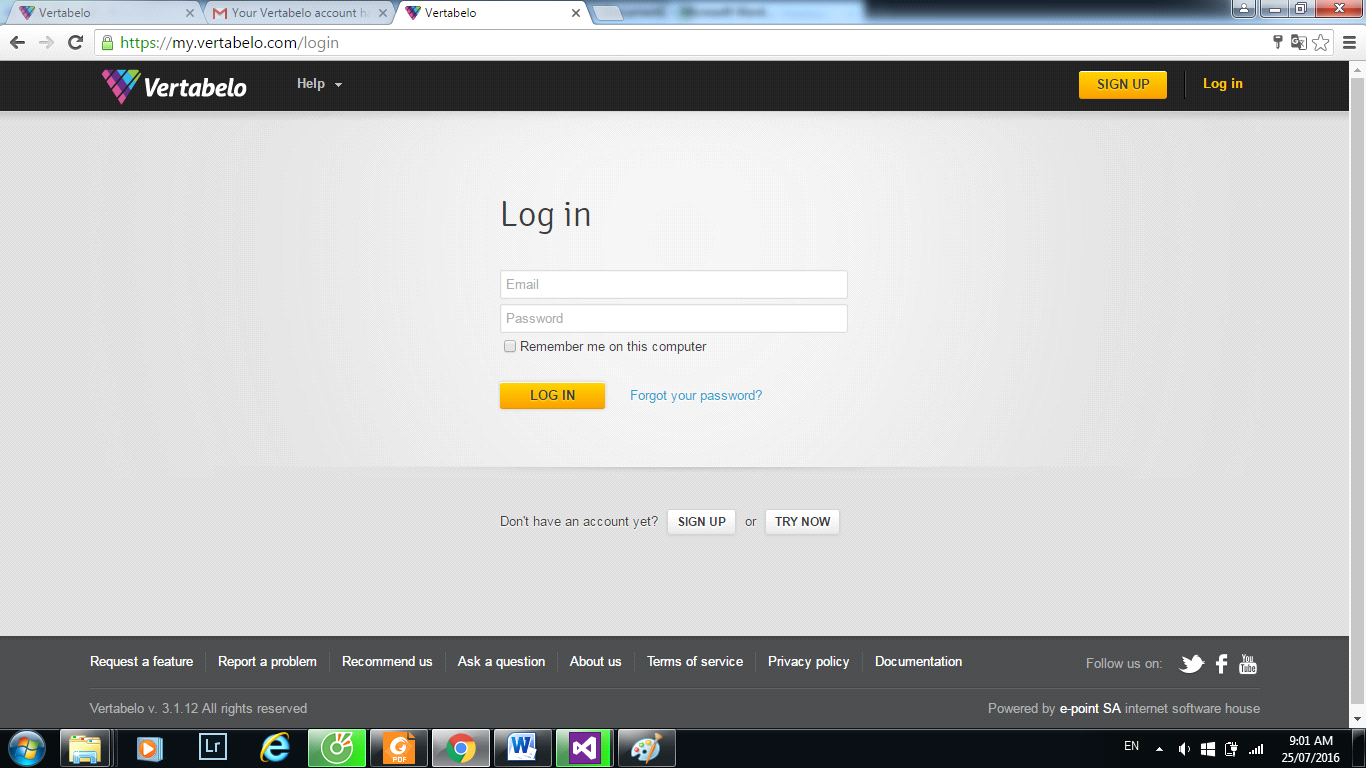 Vertabelo
Your Vertabelo account ha
Vertabelo
https://my.vertabelo.com/login
Vertabelo
Help
SIGN UP
Log in
Log in
Email
Password
Remember me on this computer
LOG IN Forgot your password?
Don't have an account yet? SIGN UP or TRY NOW
Request a feature Report a problem Recommend us Ask a question About us Terms of service Privacy policy Documentation
Follow us on:
You
Tube
Vertabelo v. 3.1.12 All rights reserved
Powered by e-point SA internet software house
Lr
PDF
W
EN
9:01 AM
25/07/2016